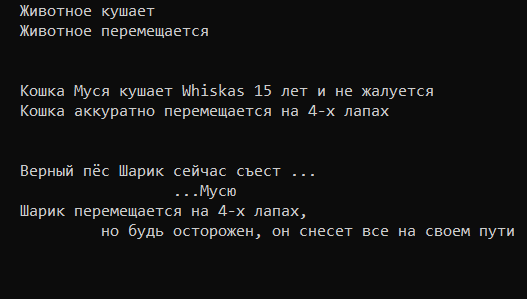 Животное кушает
Животное перемещается
Кошка Муся кушает Whiskas 15 лет и не жалуется
Кошка аккуратно перемещается на 4-х лапах
Верный пёс Шарик сейчас съест ...
...Мусю
Шарик перемещается на 4-х лапах,
но будь осторожен, он снесет все на своем пути